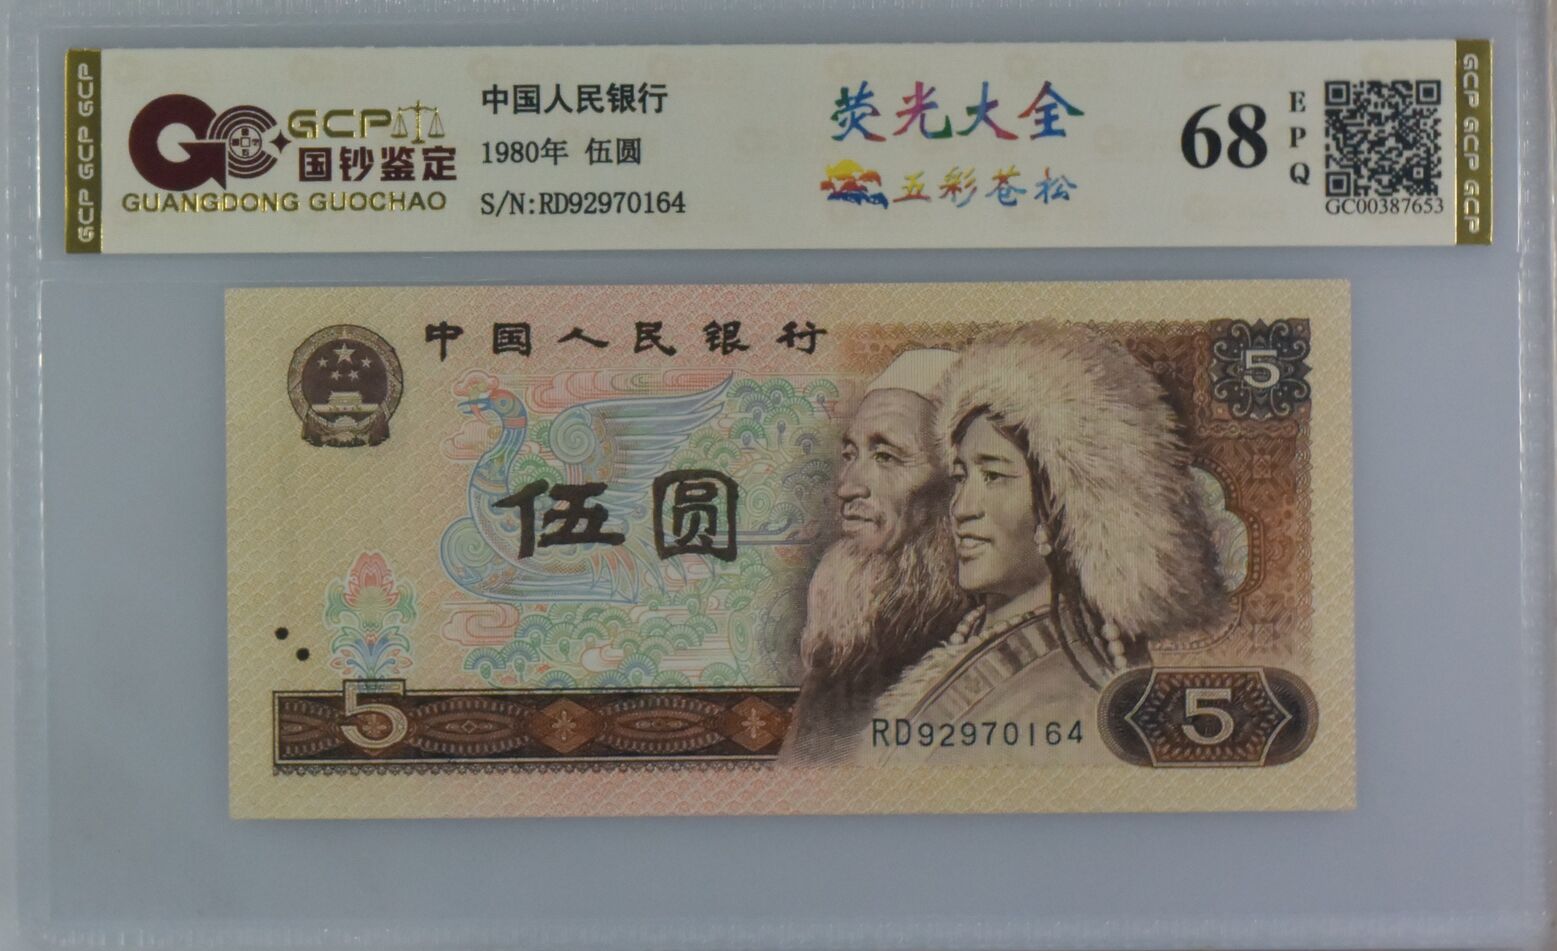 GCP GCP GCP
GCP
国钞鉴定
GUANGDONG GUOCHAO
中国人民银行
1980年 伍圆
S/N:RD92970164
荧光大全
五彩苍松
68
EPQ
GC00387653
GCP GCP GCP
中国人民银行
5
伍圆
5
RD92970164
5